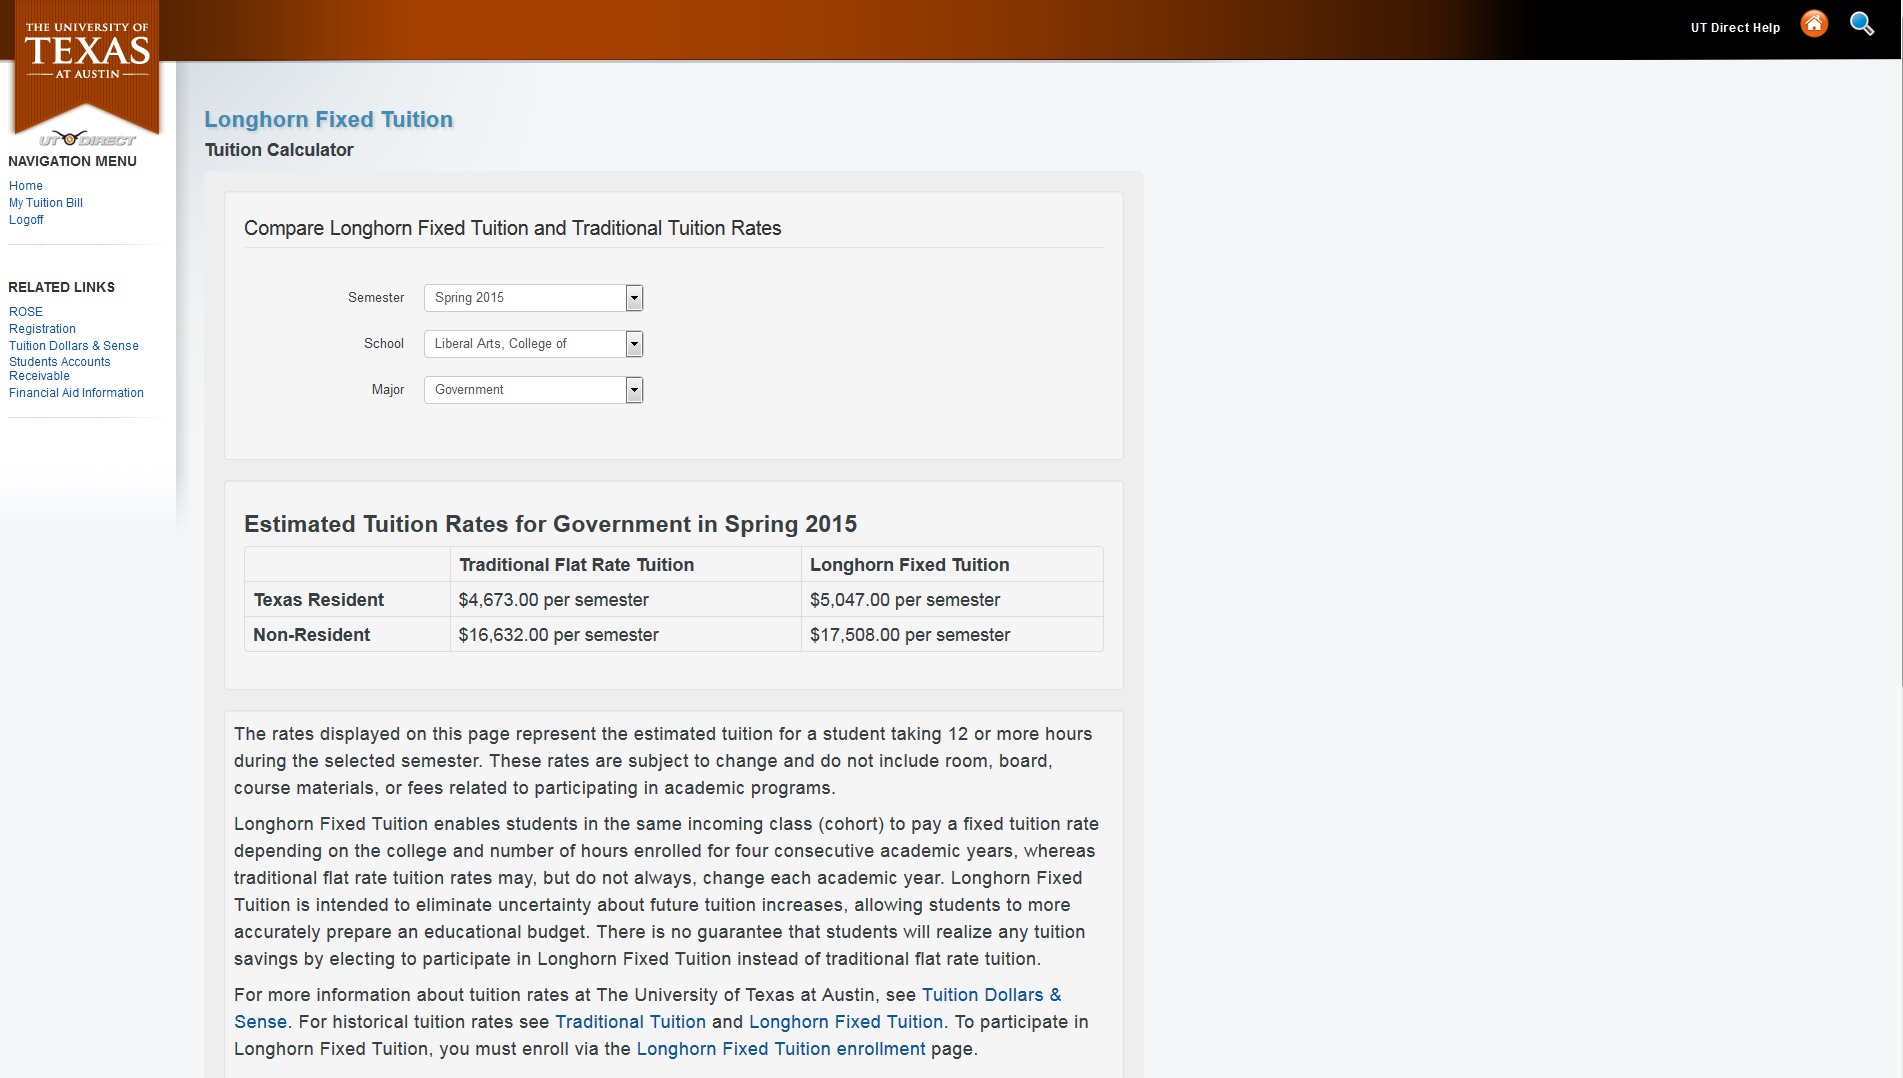 THE UNIVERSITY OF
TEXAS
AT AUSTIN
UT DIRECT
UT Direct Help
NAVIGATION MENU
Home
My Tuition Bill
Logoff
RELATED LINKS
ROSE
Registration
Tuition Dollars & Sense
Students Accounts
Receivable
Financial Aid Information
Longhorn Fixed Tuition
Tuition Calculator
Compare Longhorn Fixed Tuition and Traditional Tuition Rates
Semester Spring 2015
School Liberal Arts, College of
Major Government
Estimated Tuition Rates for Government in Spring 2015
Traditional Flat Rate Tuition Longhorn Fixed Tuition
Texas Resident $4,673.00 per semester $5,047.00 per semester
Non-Resident $16,632.00 per semester $17,508.00 per semester
The rates displayed on this page represent the estimated tuition for a student taking 12 or more hours
during the selected semester. These rates are subject to change and do not include room, board,
course materials, or fees related to participating in academic programs.
Longhorn Fixed Tuition enables students in the same incoming class (cohort) to pay a fixed tuition rate
depending on the college and number of hours enrolled for four consecutive academic years, whereas
traditional flat rate tuition rates may, but do not always, change each academic year. Longhorn Fixed
Tuition is intended to eliminate uncertainty about future tuition increases, allowing students to more
accurately prepare an educational budget. There is no guarantee that students will realize any tuition
savings by electing to participate in Longhorn Fixed Tuition instead of traditional flat rate tuition.
For more information about tuition rates at The University of Texas at Austin, see Tuition Dollars &
Sense. For historical tuition rates see Traditional Tuition and Longhorn Fixed Tuition. To participate in
Longhorn Fixed Tuition, you must enroll via the Longhorn Fixed Tuition enrollment page.